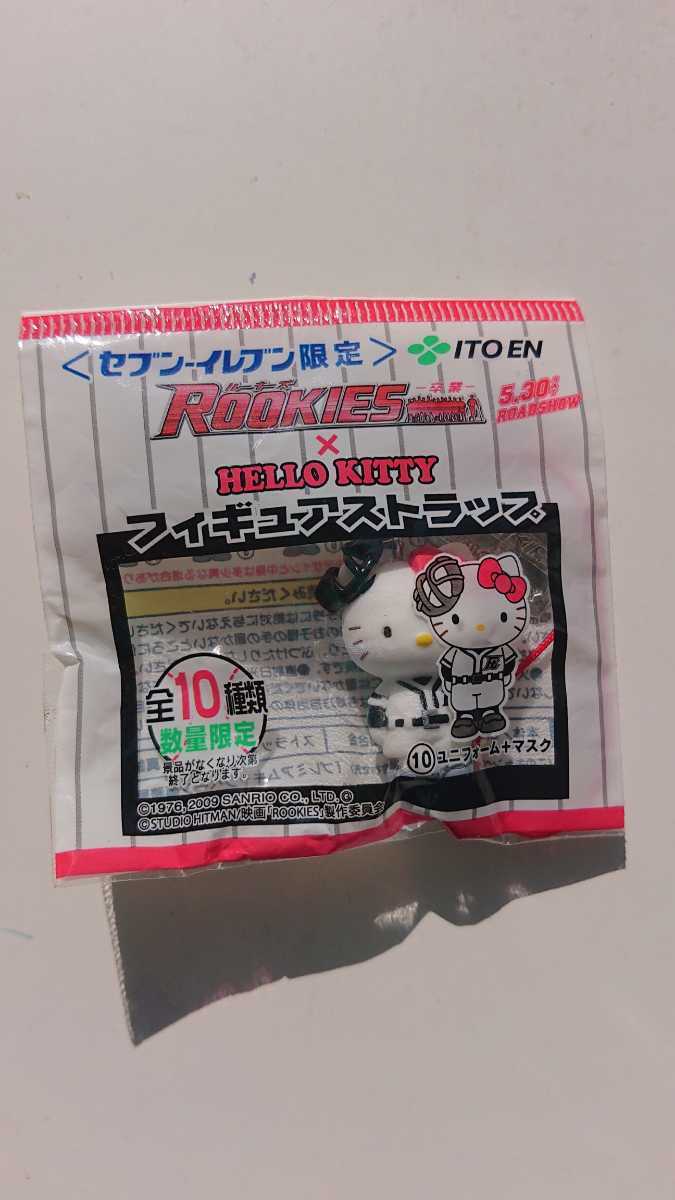 <セブン-イレブン限定> ITO EN
ルーキーズ
ROOKIES -卒業- 5.30 ROADSHOW
×
HELLO KITTY
フィギュアストラップ
全10種類
数量限定
景品がなくなり次第
終了となります。
⑩ユニフォーム+マスク
©1976, 2009 SANRIO CO., LTD. Ⓖ
©STUDIO HITMAN/映画「ROOKIES」製作委員会